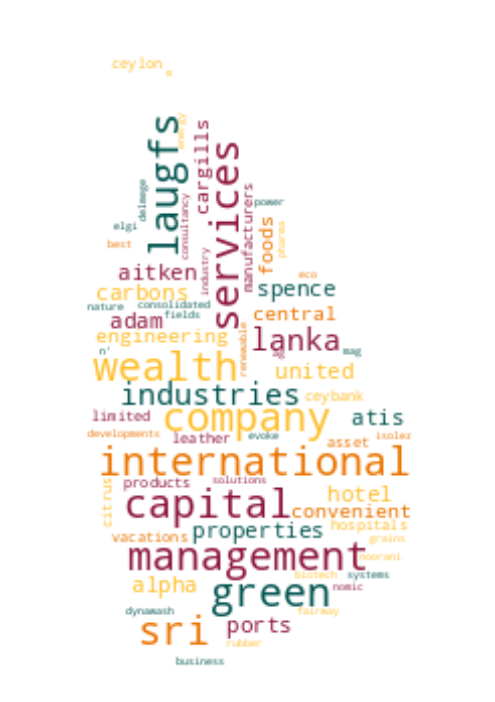 ceylon
e
laugfs
energy
cargills
services
delmege
consultancy
manufacturers
power
elgi
foods
pharma
best
industry
aitken
eco
carbons
spence
nature
consolidated
adam
fields
central
engineering
renewable
lanka
n'
mag
wealth
united
industries
ceybank
limited
company
atis
developments
leather
evoke
asset
isolez
international
products
solutions
citrus
capital
hotel
convenient
properties
hospitals
vacations
grains
management
noorani
alpha
biotech
systems
green
nomic
dynawash
fairway
sri
ports
rubber
business